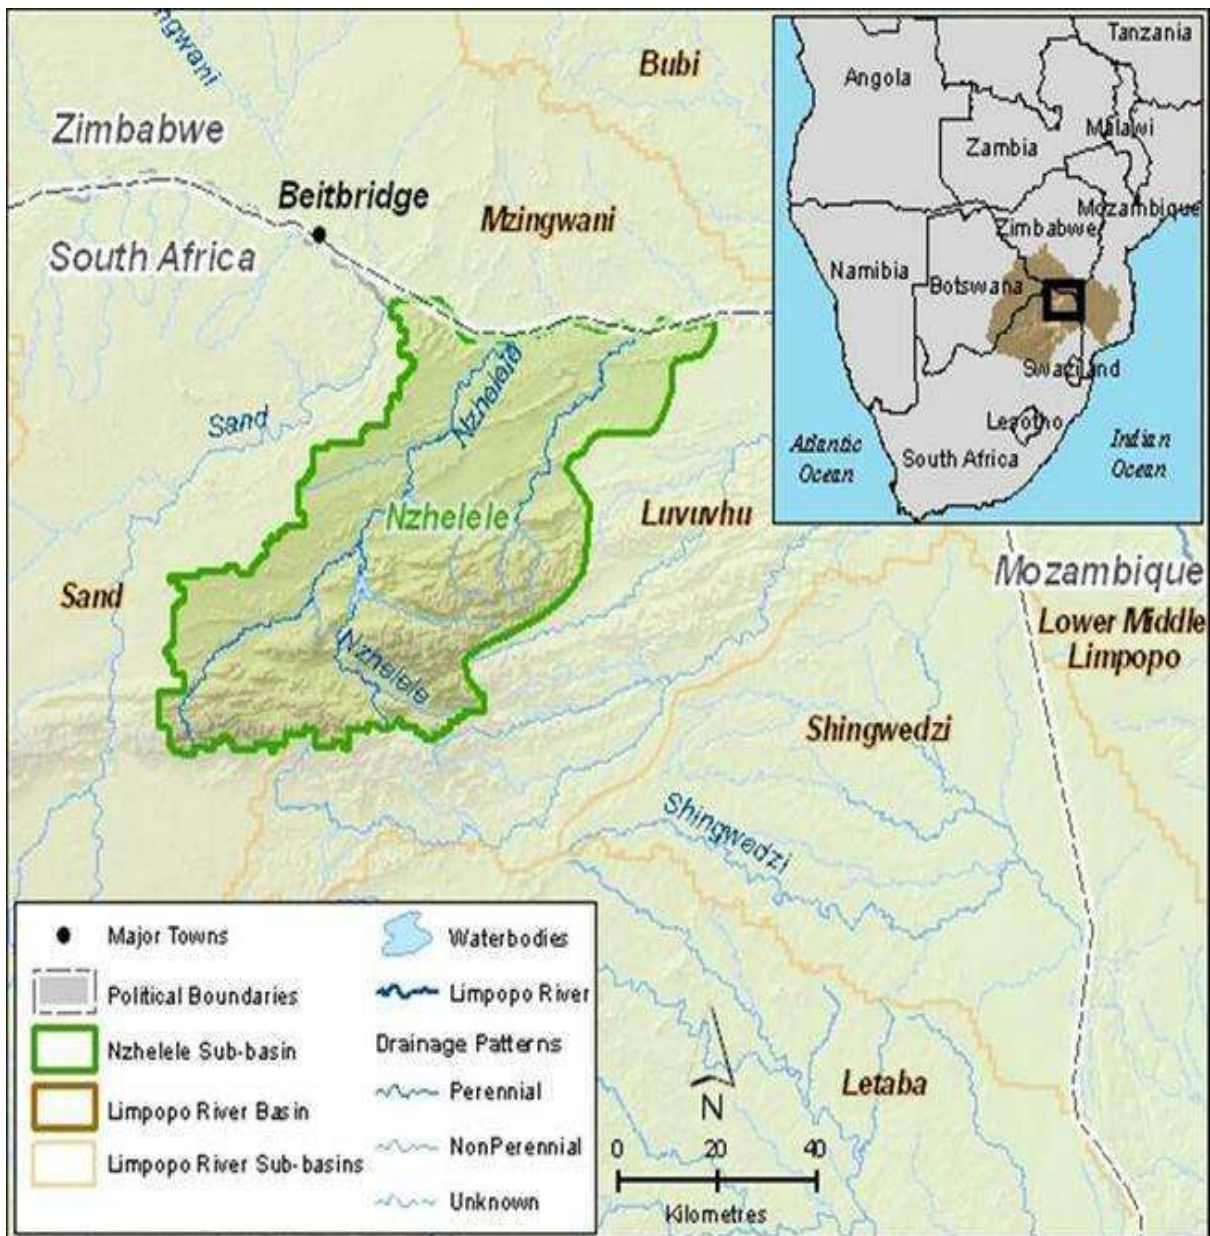 ngwani
Bubi
Zimbabwe
Beitbridge
Mzingwani
South Africa
Nzhelele
Sand
Nzhelele
Luvuvhu
Sand
Nzhelele
Mozambique
Lower Middle
Limpopo
Shingwedzi
Shingwedzi
Letaba
Tanzania
Angola
Malawi
Zambia
Mozambique
Zimbabwe
Namibia
Botswana
Swaziland
Lesotho
Atlantic
Ocean
South Africa
Indian
Ocean
Major Towns
Political Boundaries
Nzhelele Sub-basin
Limpopo River Basin
Limpopo River Sub-basins
Waterbodies
Limpopo River
Drainage Patterns
Perennial
NonPerennial
Unknown
N
0 20 40
Kilometres